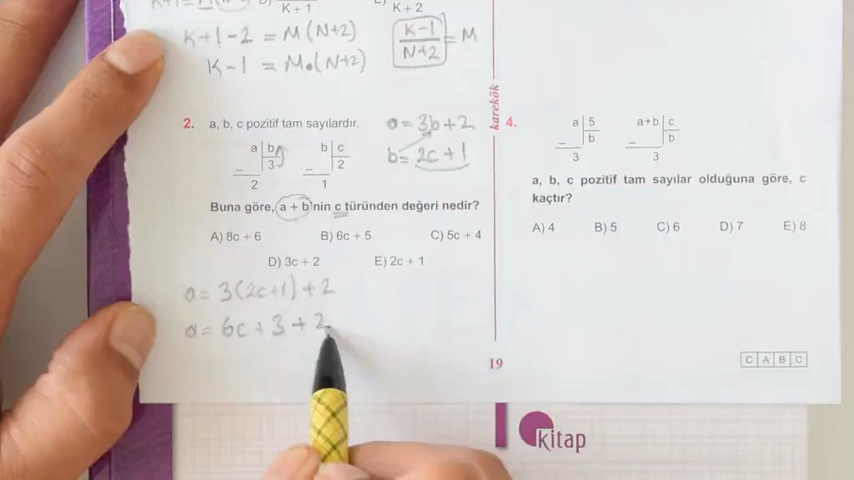 K+1
K+2
K+1-2 = M(N+2)
K-1 = M.(N+2)
K-1
N+2
= M
2. a, b, c pozitif tam sayılardır.
a = 3b+2
b = 2c+1
a b
3
2
b c
2
1
Buna göre, a + b'nin c türünden değeri nedir?
A) 8c + 6 B) 6c + 5 C) 5c + 4
D) 3c + 2 E) 2c + 1
a = 3(2c+1)+2
a = 6c+3+2
karekök
4.
a 5
b
3
a+b c
b
3
a, b, c pozitif tam sayılar olduğuna göre, c
kaçtır?
A) 4 B) 5 C) 6 D) 7 E) 8
19
C A B C
kitap